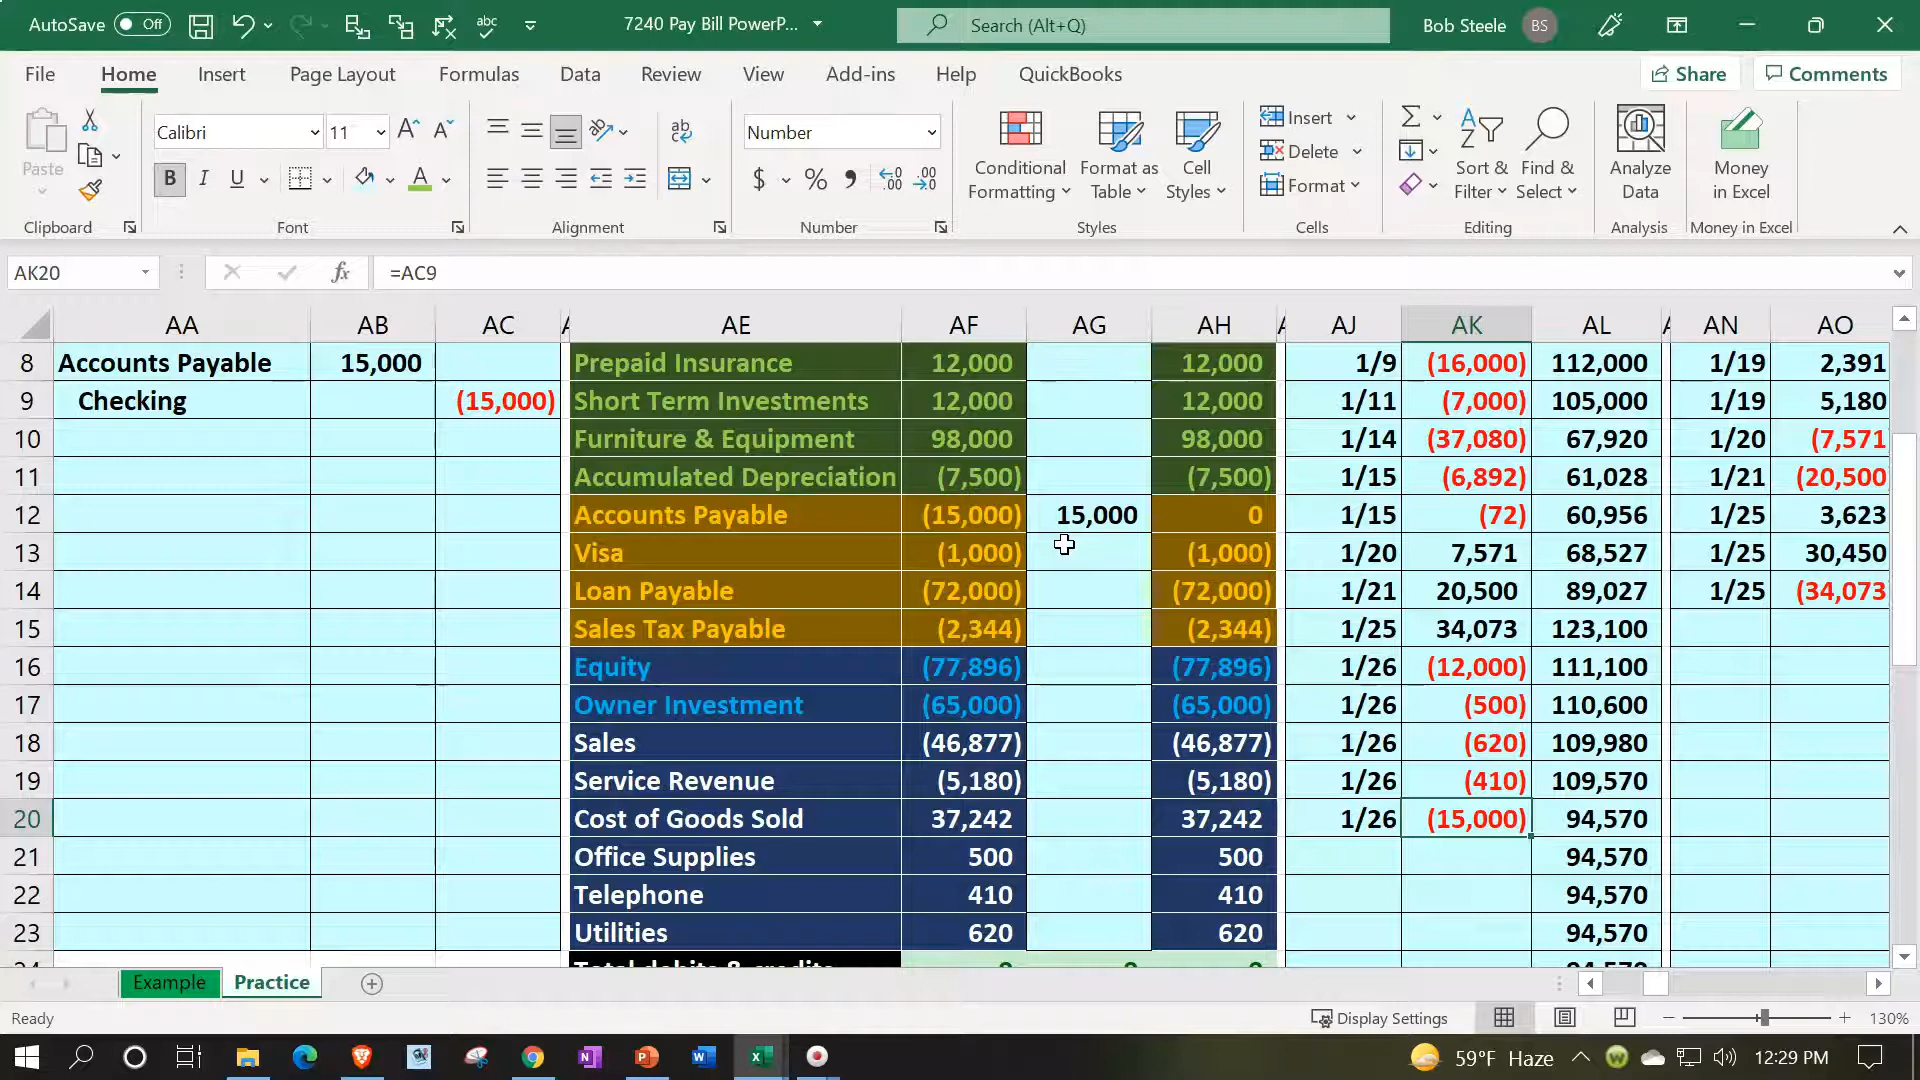 AutoSave Off 7240 Pay Bill PowerP... Search (Alt+Q) Bob Steele BS
File Home Insert Page Layout Formulas Data Review View Add-ins Help QuickBooks Share Comments
Paste Calibri 11 Number Conditional Formatting Format as Table Cell Styles Insert Delete Format Sort & Filter Find & Select Analyze Data Money in Excel
Clipboard Font Alignment Number Styles Cells Editing Analysis Money in Excel
AK20 fx =AC9
AA AB AC AE AF AG AH AJ AK AL AN AO
8 Accounts Payable 15,000 Prepaid Insurance 12,000 12,000 1/9 (16,000) 112,000 1/19 2,391
9 Checking (15,000) Short Term Investments 12,000 12,000 1/11 (7,000) 105,000 1/19 5,180
10 Furniture & Equipment 98,000 98,000 1/14 (37,080) 67,920 1/20 (7,571
11 Accumulated Depreciation (7,500) (7,500) 1/15 (6,892) 61,028 1/21 (20,500
12 Accounts Payable (15,000) 15,000 0 1/15 (72) 60,956 1/25 3,623
13 Visa (1,000) (1,000) 1/20 7,571 68,527 1/25 30,450
14 Loan Payable (72,000) (72,000) 1/21 20,500 89,027 1/25 (34,073
15 Sales Tax Payable (2,344) (2,344) 1/25 34,073 123,100
16 Equity (77,896) (77,896) 1/26 (12,000) 111,100
17 Owner Investment (65,000) (65,000) 1/26 (500) 110,600
18 Sales (46,877) (46,877) 1/26 (620) 109,980
19 Service Revenue (5,180) (5,180) 1/26 (410) 109,570
20 Cost of Goods Sold 37,242 37,242 1/26 (15,000) 94,570
21 Office Supplies 500 500 94,570
22 Telephone 410 410 94,570
23 Utilities 620 620 94,570
Example Practice
Ready Display Settings 130%
59°F Haze 12:29 PM